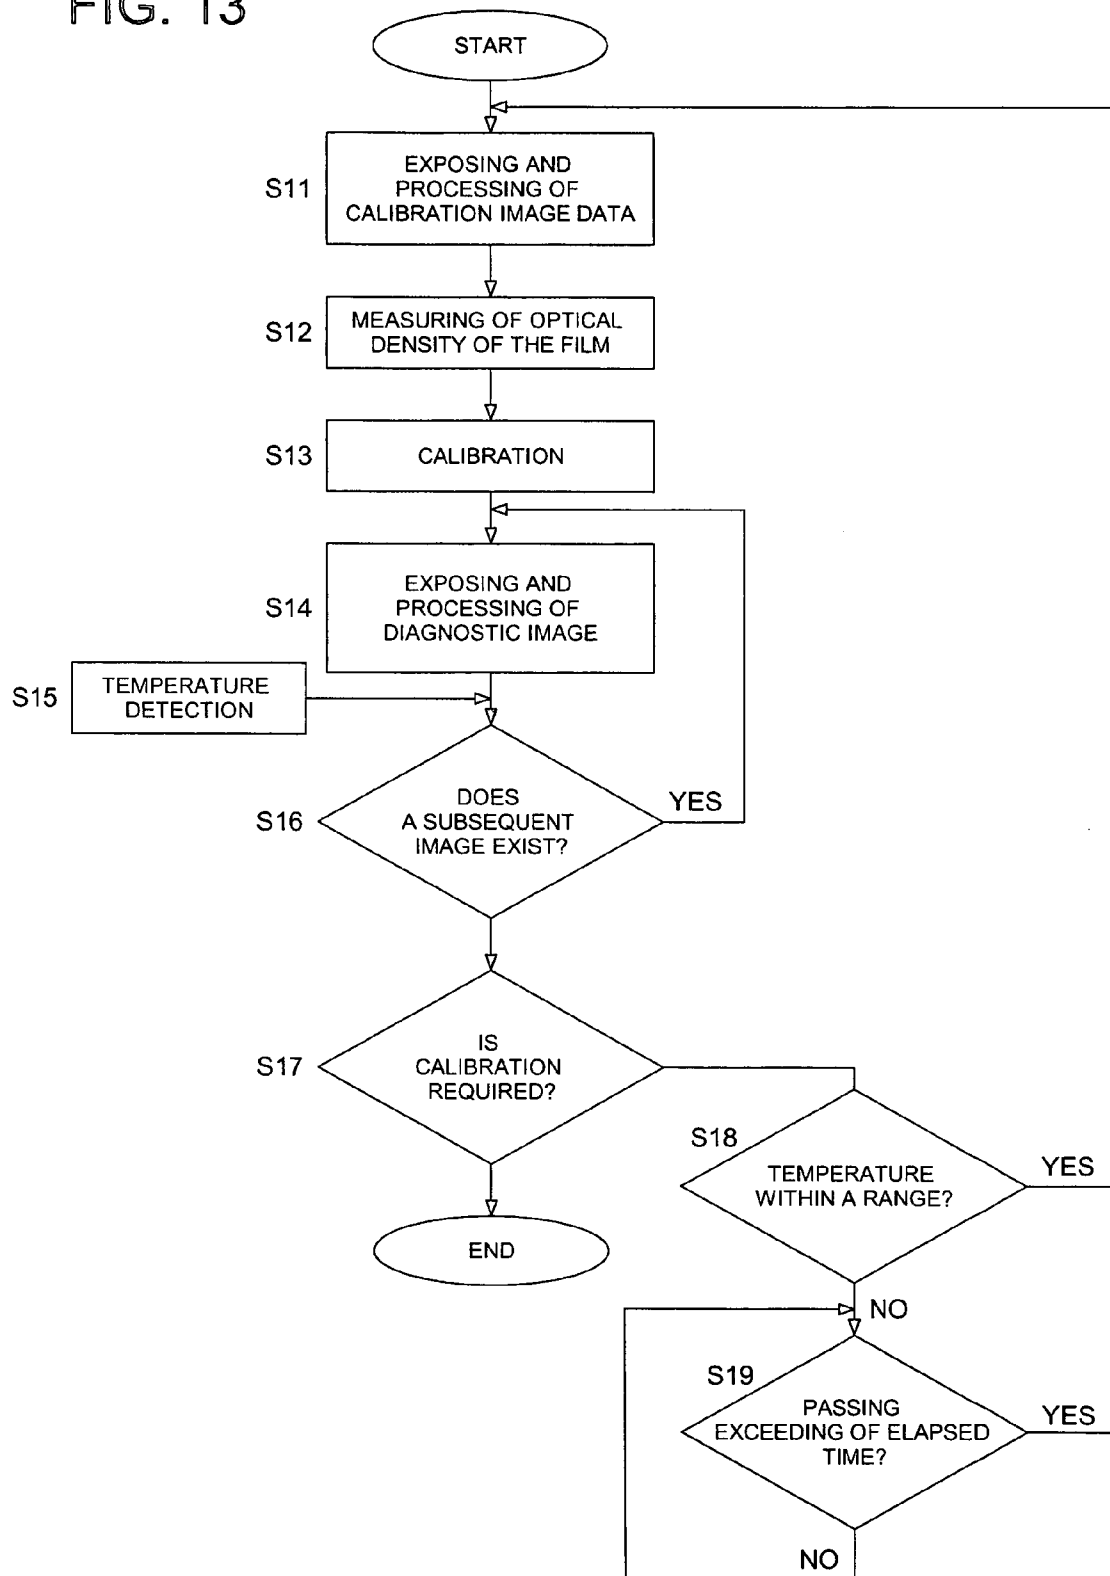 FIG. 13
START
S11
EXPOSING AND
PROCESSING OF
CALIBRATION IMAGE DATA
S12
MEASURING OF OPTICAL
DENSITY OF THE FILM
S13
CALIBRATION
S14
EXPOSING AND
PROCESSING OF
DIAGNOSTIC IMAGE
S15
TEMPERATURE
DETECTION
S16
DOES
A SUBSEQUENT
IMAGE EXIST?
YES
S17
IS
CALIBRATION
REQUIRED?
S18
TEMPERATURE
WITHIN A RANGE?
YES
END
NO
S19
PASSING
EXCEEDING OF ELAPSED
TIME?
YES
NO